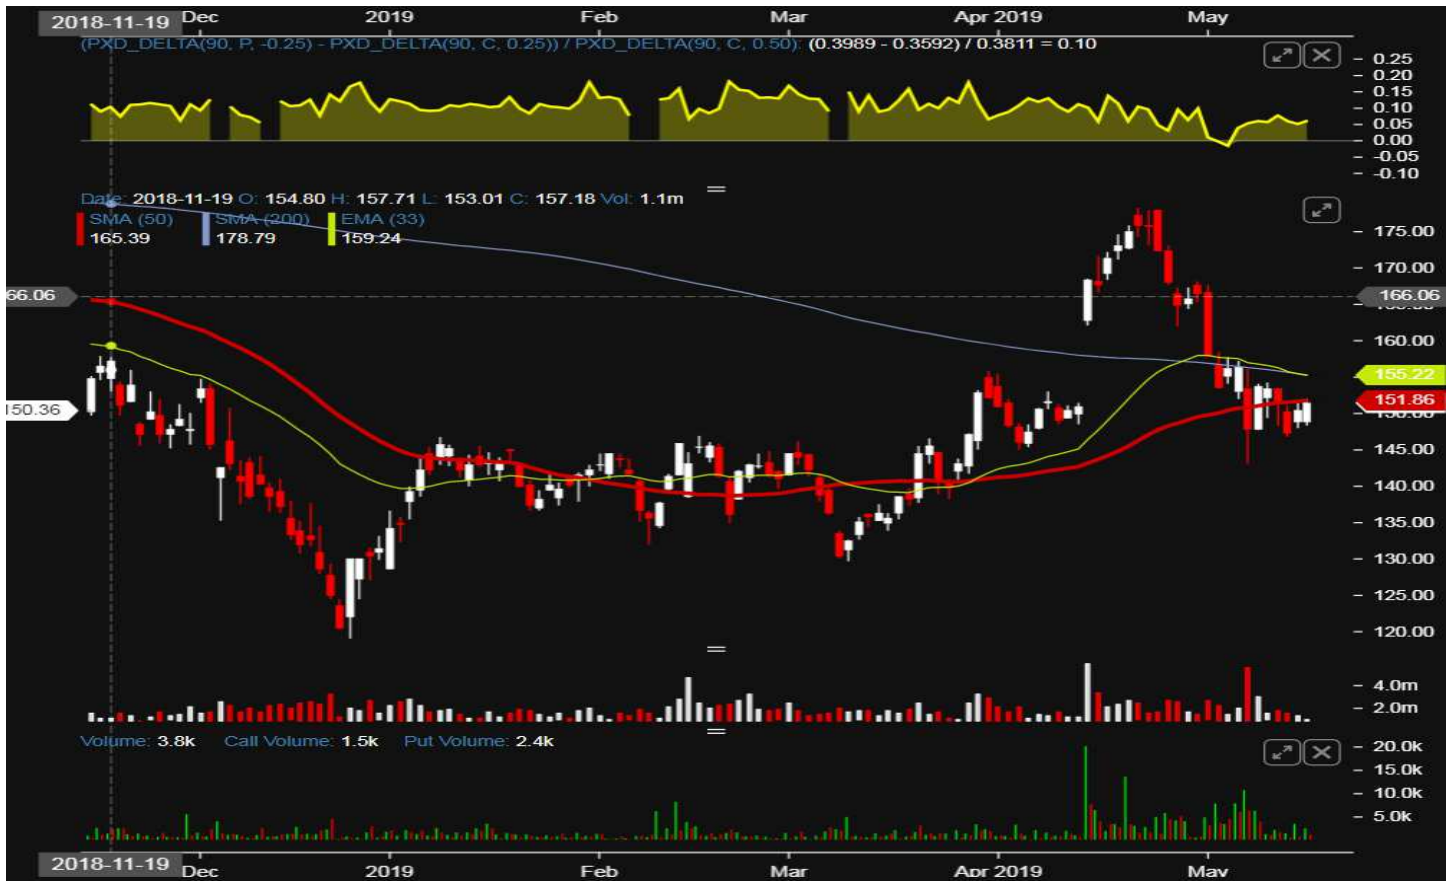 2018-11-19 Dec 2019 Feb Mar Apr 2019 May
(PXD_DELTA(90, P, -0.25) - PXD_DELTA(90, C, 0.25)) / PXD_DELTA(90, C, 0.50): (0.3989 - 0.3592) / 0.3811 = 0.10
0.25
0.20
0.15
0.10
0.05
0.00
-0.05
-0.10
Date: 2018-11-19 O: 154.80 H: 157.71 L: 153.01 C: 157.18 Vol: 1.1m
SMA (50) SMA (200) EMA (33)
165.39 178.79 159.24
175.00
170.00
66.06 166.06
160.00
155.22
151.86
150.36
145.00
140.00
135.00
130.00
125.00
120.00
4.0m
2.0m
Volume: 3.8k Call Volume: 1.5k Put Volume: 2.4k
20.0k
15.0k
10.0k
5.0k
2018-11-19 Dec 2019 Feb Mar Apr 2019 May